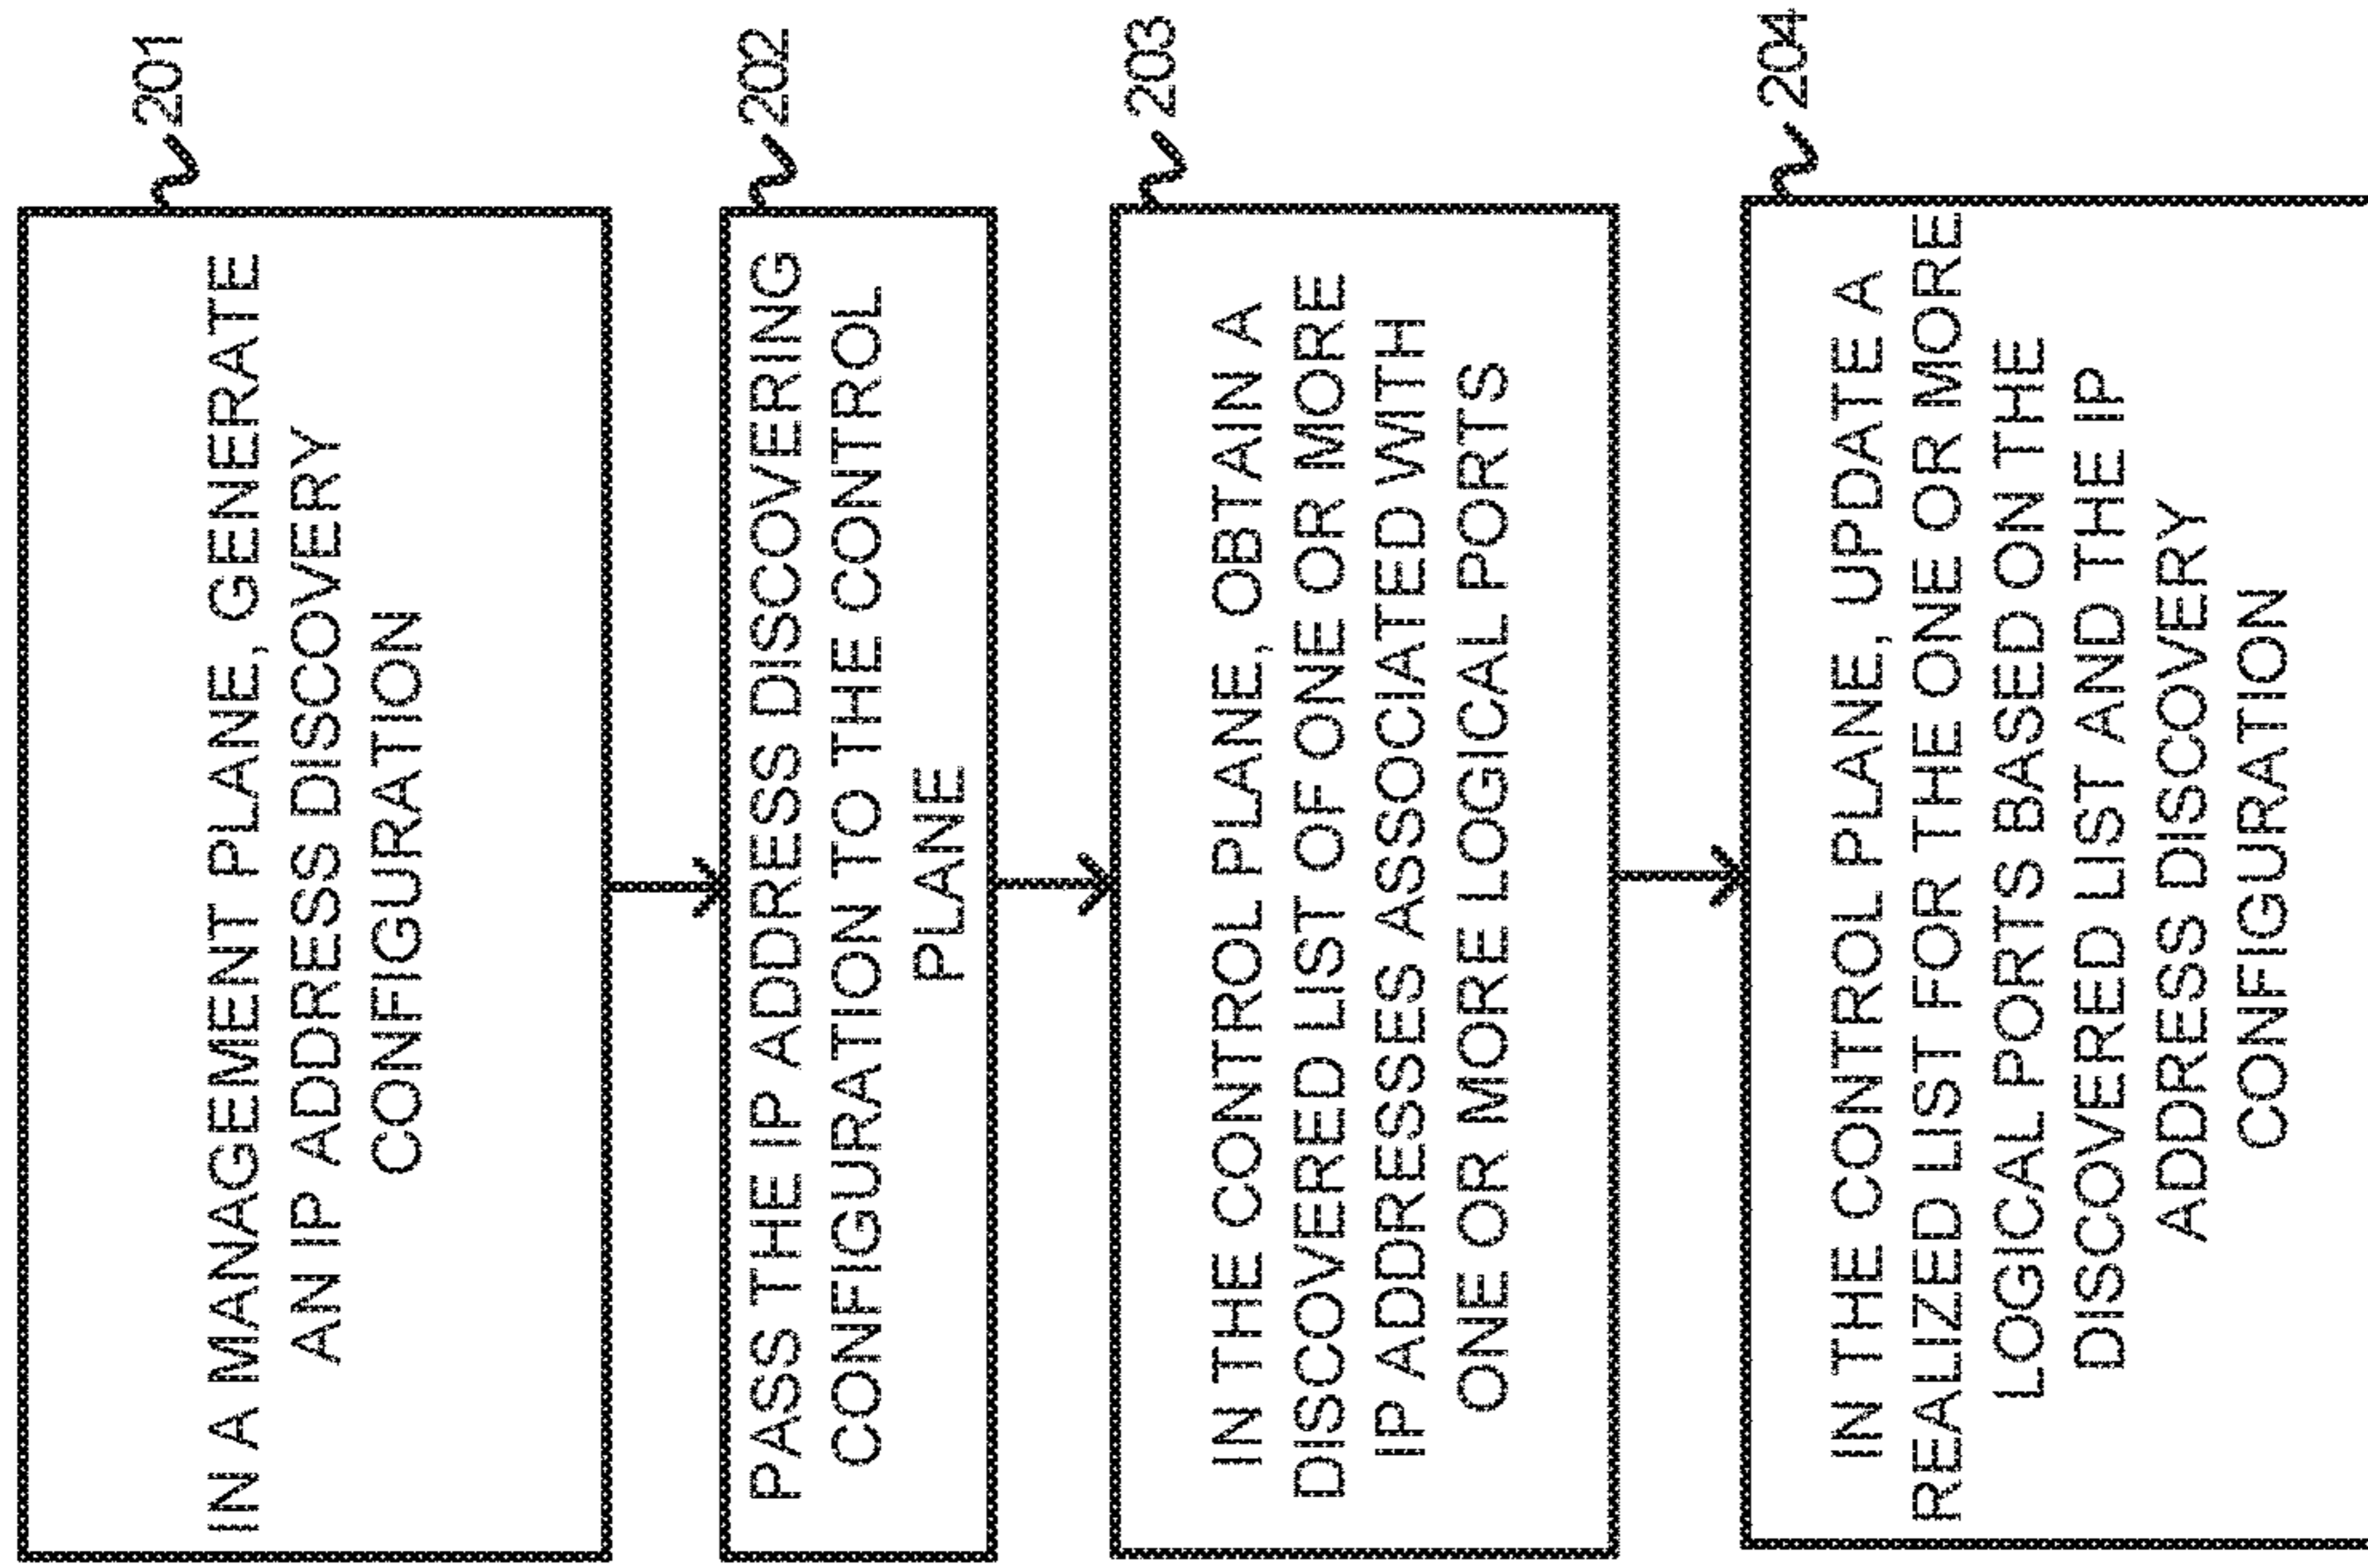 IN A MANAGEMENT PLANE, GENERATE
AN IP ADDRESS DISCOVERY
CONFIGURATION
201
PASS THE IP ADDRESS DISCOVERING
CONFIGURATION TO THE CONTROL
PLANE
202
IN THE CONTROL PLANE, OBTAIN A
DISCOVERED LIST OF ONE OR MORE
IP ADDRESSES ASSOCIATED WITH
ONE OR MORE LOGICAL PORTS
203
IN THE CONTROL PLANE, UPDATE A
REALIZED LIST FOR THE ONE OR MORE
LOGICAL PORTS BASED ON THE
DISCOVERED LIST AND THE IP
ADDRESS DISCOVERY
CONFIGURATION
204